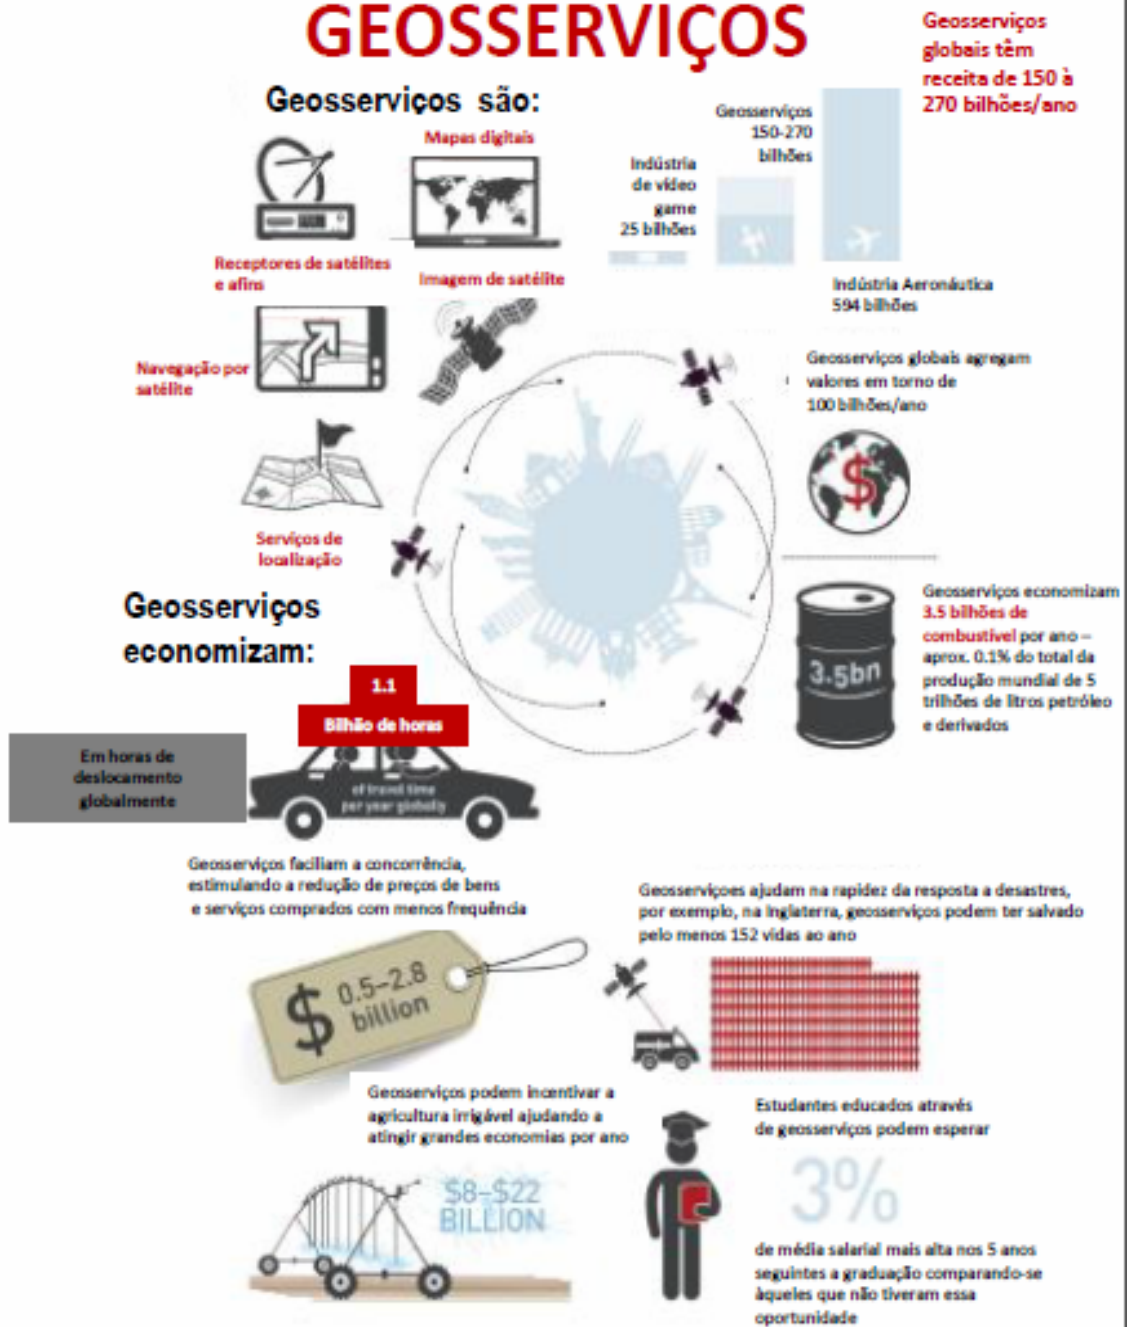 GEOSSERVIÇOS
Geosserviços
globais têm
receita de 150 à
270 bilhões/ano
Geosserviços são:
Mapas digitais
Receptores de satélites
e afins
Imagem de satélite
Navegação por
satélite
Serviços de
localização
Geosserviços
150-270
bilhões
Indústria
de vídeo
game
25 bilhões
Indústria Aeronáutica
594 bilhões
Geosserviços globais agregam
valores em torno de
100 bilhões/ano
$
Geosserviços economizam
3.5 bilhões de
combustível por ano –
aprox. 0.1% do total da
produção mundial de 5
trilhões de litros petróleo
e derivados
3.5bn
Geosserviços
economizam:
1.1
Bilhão de horas
Em horas de
deslocamento
globalmente
of travel time
per year globally
Geosserviços faciliam a concorrência,
estimulando a redução de preços de bens
e serviços comprados com menos frequência
$ 0.5–2.8
billion
Geosserviçoes ajudam na rapidez da resposta a desastres,
por exemplo, na Inglaterra, geosserviços podem ter salvado
pelo menos 152 vidas ao ano
Geosserviços podem incentivar a
agricultura irrigável ajudando a
atingir grandes economias por ano
$8–$22
BILLION
Estudantes educados através
de geosserviços podem esperar
3%
de média salarial mais alta nos 5 anos
seguintes a graduação comparando-se
àqueles que não tiveram essa
oportunidade